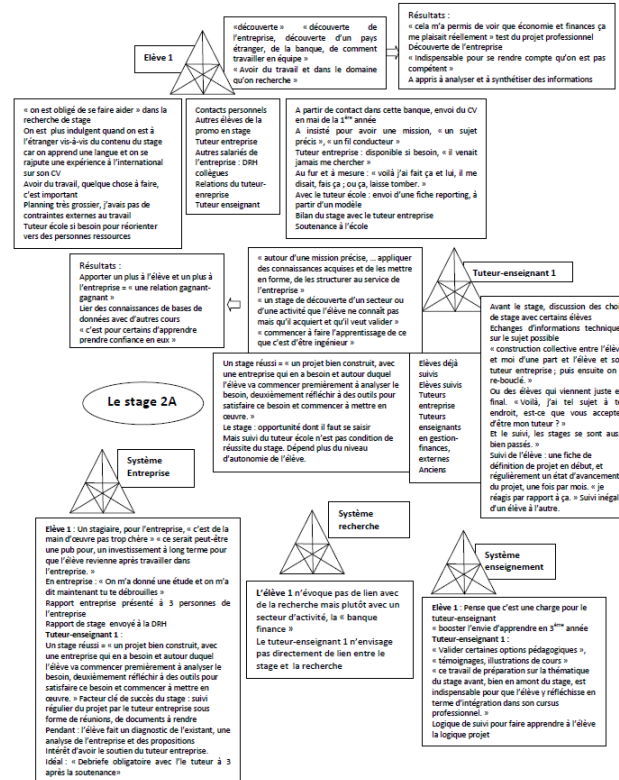 «découverte» « découverte de
l'entreprise, découverte d'un pays
étranger, de la banque, de comment
travailler en équipe »
« Avoir du travail et dans le domaine
qu'on recherche »
Résultats :
« cela m'a permis de voir que économie et finances ça
me plaisait réellement » test du projet professionnel
Découverte de l'entreprise
« Indispensable pour se rendre compte qu'on est pas
compétent »
A appris à analyser et à synthétiser des informations
Elève 1
« on est obligé de se faire aider » dans la
recherche de stage
On est plus indulgent quand on est à
l'étranger vis-à-vis du contenu du stage
car on apprend une langue et on se
rajoute une expérience à l'international
sur son CV
Avoir du travail, quelque chose à faire,
c'est important
Planning très grossier, j'avais pas de
contraintes externes au travail
Tuteur école si besoin pour réorienter
vers des personnes ressources
Contacts personnels
Autres élèves de la
promo en stage
Tuteur entreprise
Autres salariés de
l'entreprise : DRH
collègues
Relations du tuteur-
enreprise
Tuteur enseignant
A partir de contact dans cette banque, envoi du CV
en mai de la 1ère année
A insisté pour avoir une mission, « un sujet
précis », « un fil conducteur »
Tuteur entreprise : disponible si besoin, « il venait
jamais me chercher »
Au fur et à mesure : « voilà j'ai fait ça et lui, il me
disait, fais ça ; ou ça, laisse tomber. »
Avec le tuteur école : envoi d'une fiche reporting, à
partir d'un modèle
Bilan du stage avec le tuteur entreprise
Soutenance à l'école
Résultats :
Apporter un plus à l'élève et un plus à
l'entreprise = « une relation gagnant-
gagnant »
Lier des connaissances de bases de
données avec d'autres cours
« c'est pour certains d'apprendre
prendre confiance en eux »
« autour d'une mission précise, ... appliquer
des connaissances acquises et de les mettre
en forme, de les structurer au service de
l'entreprise »
« un stage de découverte d'un secteur ou
d'une activité que l'élève ne connaît pas
mais qu'il acquiert et qu'il veut valider »
« commencer à faire l'apprentissage de ce
que c'est d'être ingénieur »
Tuteur-enseignant 1
Avant le stage, discussion des choi
de stage avec certains élèves
Echanges d'informations technique
sur le sujet possible
« construction collective entre l'élèv
et moi d'une part et l'élève et so
tuteur entreprise ; puis ensuite on
re-bouclé. »
Ou des élèves qui viennent juste e
final. « Voilà, j'ai tel sujet à te
endroit, est-ce que vous accepte
d'être mon tuteur ? »
Et le suivi, les stages se sont aus
bien passés. »
Suivi de l'élève : une fiche de
définition de projet en début, et
régulièrement un état d'avancemen
du projet, une fois par mois. « je
réagis par rapport à ça. » Suivi inégal
d'un élève à l'autre.
Un stage réussi = « un projet bien construit, avec
une entreprise qui en a besoin et autour duquel
l'élève va commencer premièrement à analyser le
besoin, deuxièmement réfléchir à des outils pour
satisfaire ce besoin et commencer à mettre en
œuvre. »
Le stage : opportunité dont il faut se saisir
Mais suivi du tuteur école n'est pas condition de
réussite du stage. Dépend plus du niveau
d'autonomie de l'élève.
Elèves déjà
suivis
Elèves suivis
Tuteurs
entreprise
Tuteurs
enseignants
en gestion-
finances,
externes
Anciens
Le stage 2A
Système
Entreprise
Elève 1 : Un stagiaire, pour l'entreprise, « c'est de la
main d'œuvre pas trop chère » « ce serait peut-être
une pub pour, un investissement à long terme pour
que l'élève revienne après travailler dans
l'entreprise. »
En entreprise : « On m'a donné une étude et on m'a
dit maintenant tu te débrouilles »
Rapport entreprise présenté à 3 personnes de
l'entreprise
Rapport de stage envoyé à la DRH
Tuteur-enseignant 1 :
Un stage réussi = « un projet bien construit, avec
une entreprise qui en a besoin et autour duquel
l'élève va commencer premièrement à analyser le
besoin, deuxièmement réfléchir à des outils pour
satisfaire ce besoin et commencer à mettre en
œuvre. » Facteur clé de succès du stage : suivi
régulier du projet par le tuteur entreprise sous
forme de réunions, de documents à rendre
Pendant : l'élève fait un diagnostic de l'existant, une
analyse de l'entreprise et des propositions
Intérêt d'avoir le soutien du tuteur entreprise.
Idéal : «Debriefe obligatoire avec l'le tuteur à 3
après la soutenance»
Système
recherche
L'élève 1 n'évoque pas de lien avec
de la recherche mais plutôt avec un
secteur d'activité, la « banque
finance »
Le tuteur-enseignant 1 n'envisage
pas directement de lien entre le
stage et la recherche
Système
enseignement
Elève 1 : Pense que c'est une charge pour le
tuteur-enseignant
« booster l'envie d'apprendre en 3ème année
Tuteur-enseignant 1 :
« Valider certaines options pédagogiques »,
« témoignages, illustrations de cours »
« ce travail de préparation sur la thématique
du stage avant, bien en amont du stage, est
indispensable pour que l'élève y réfléchisse en
terme d'intégration dans son cursus
professionnel. »
Logique de suivi pour faire apprendre à l'élève
la logique projet